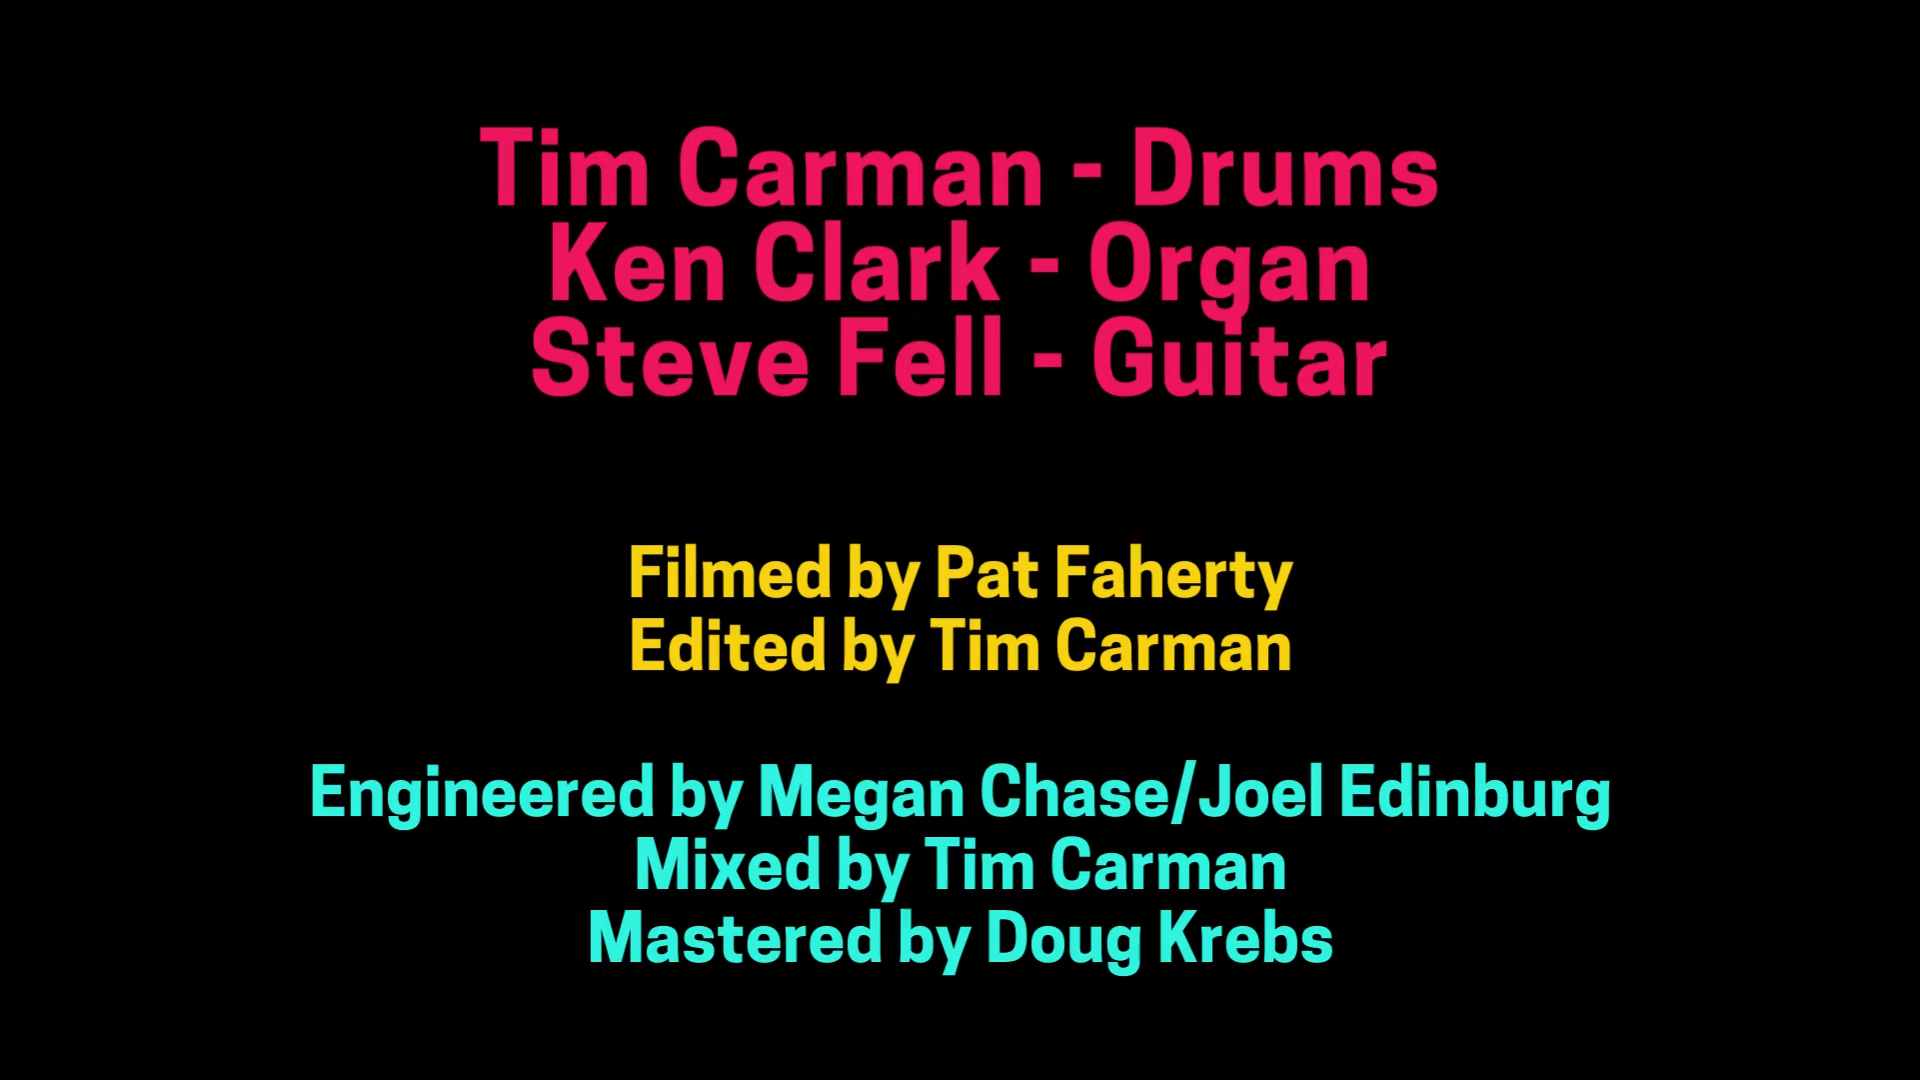 Tim Carman - Drums
Ken Clark - Organ
Steve Fell - Guitar
Filmed by Pat Faherty
Edited by Tim Carman
Engineered by Megan Chase/Joel Edinburg
Mixed by Tim Carman
Mastered by Doug Krebs